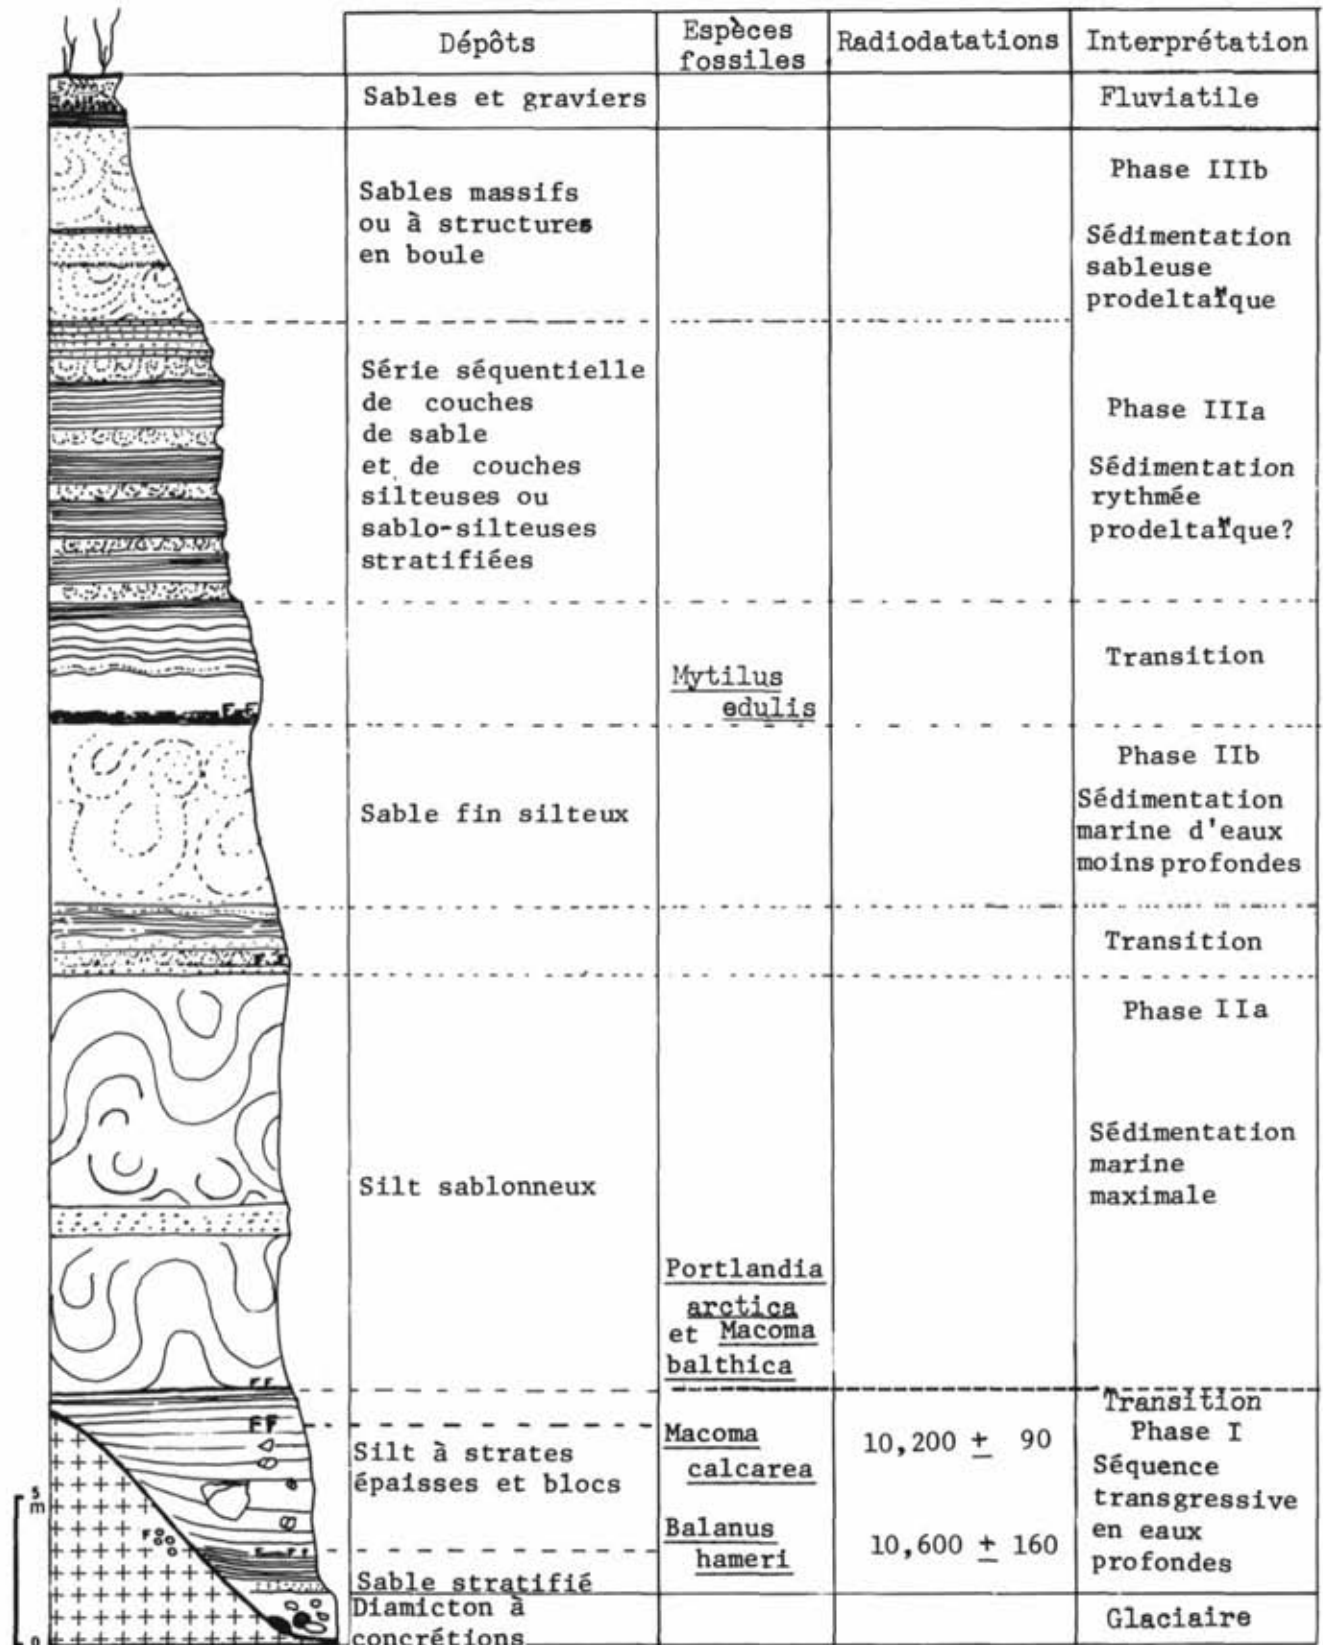 Dépôts
Espèces
fossiles
Radiodatations
Interprétation
Sables et graviers
Fluviatile
Sables massifs
ou à structures
en boule
Phase IIIb
Sédimentation
sableuse
prodeltaïque
Série séquentielle
de couches
de sable
et de couches
silteuses ou
sablo-silteuses
stratifiées
Phase IIIa
Sédimentation
rythmée
prodeltaïque?
Mytilus
edulis
Transition
F-F
Sable fin silteux
Phase IIb
Sédimentation
marine d'eaux
moins profondes
Transition
F.F
Silt sablonneux
Portlandia
arctica
et Macoma
balthica
Phase IIa
Sédimentation
marine
maximale
F.F
Transition
FF
Silt à strates
épaisses et blocs
Macoma
calcarea
10,200 ± 90
Phase I
Séquence
transgressive
en eaux
profondes
Balanus
hameri
10,600 ± 160
5
m
F
F-FF
Sable stratifié
Diamicton à
concrétions
Glaciaire
0